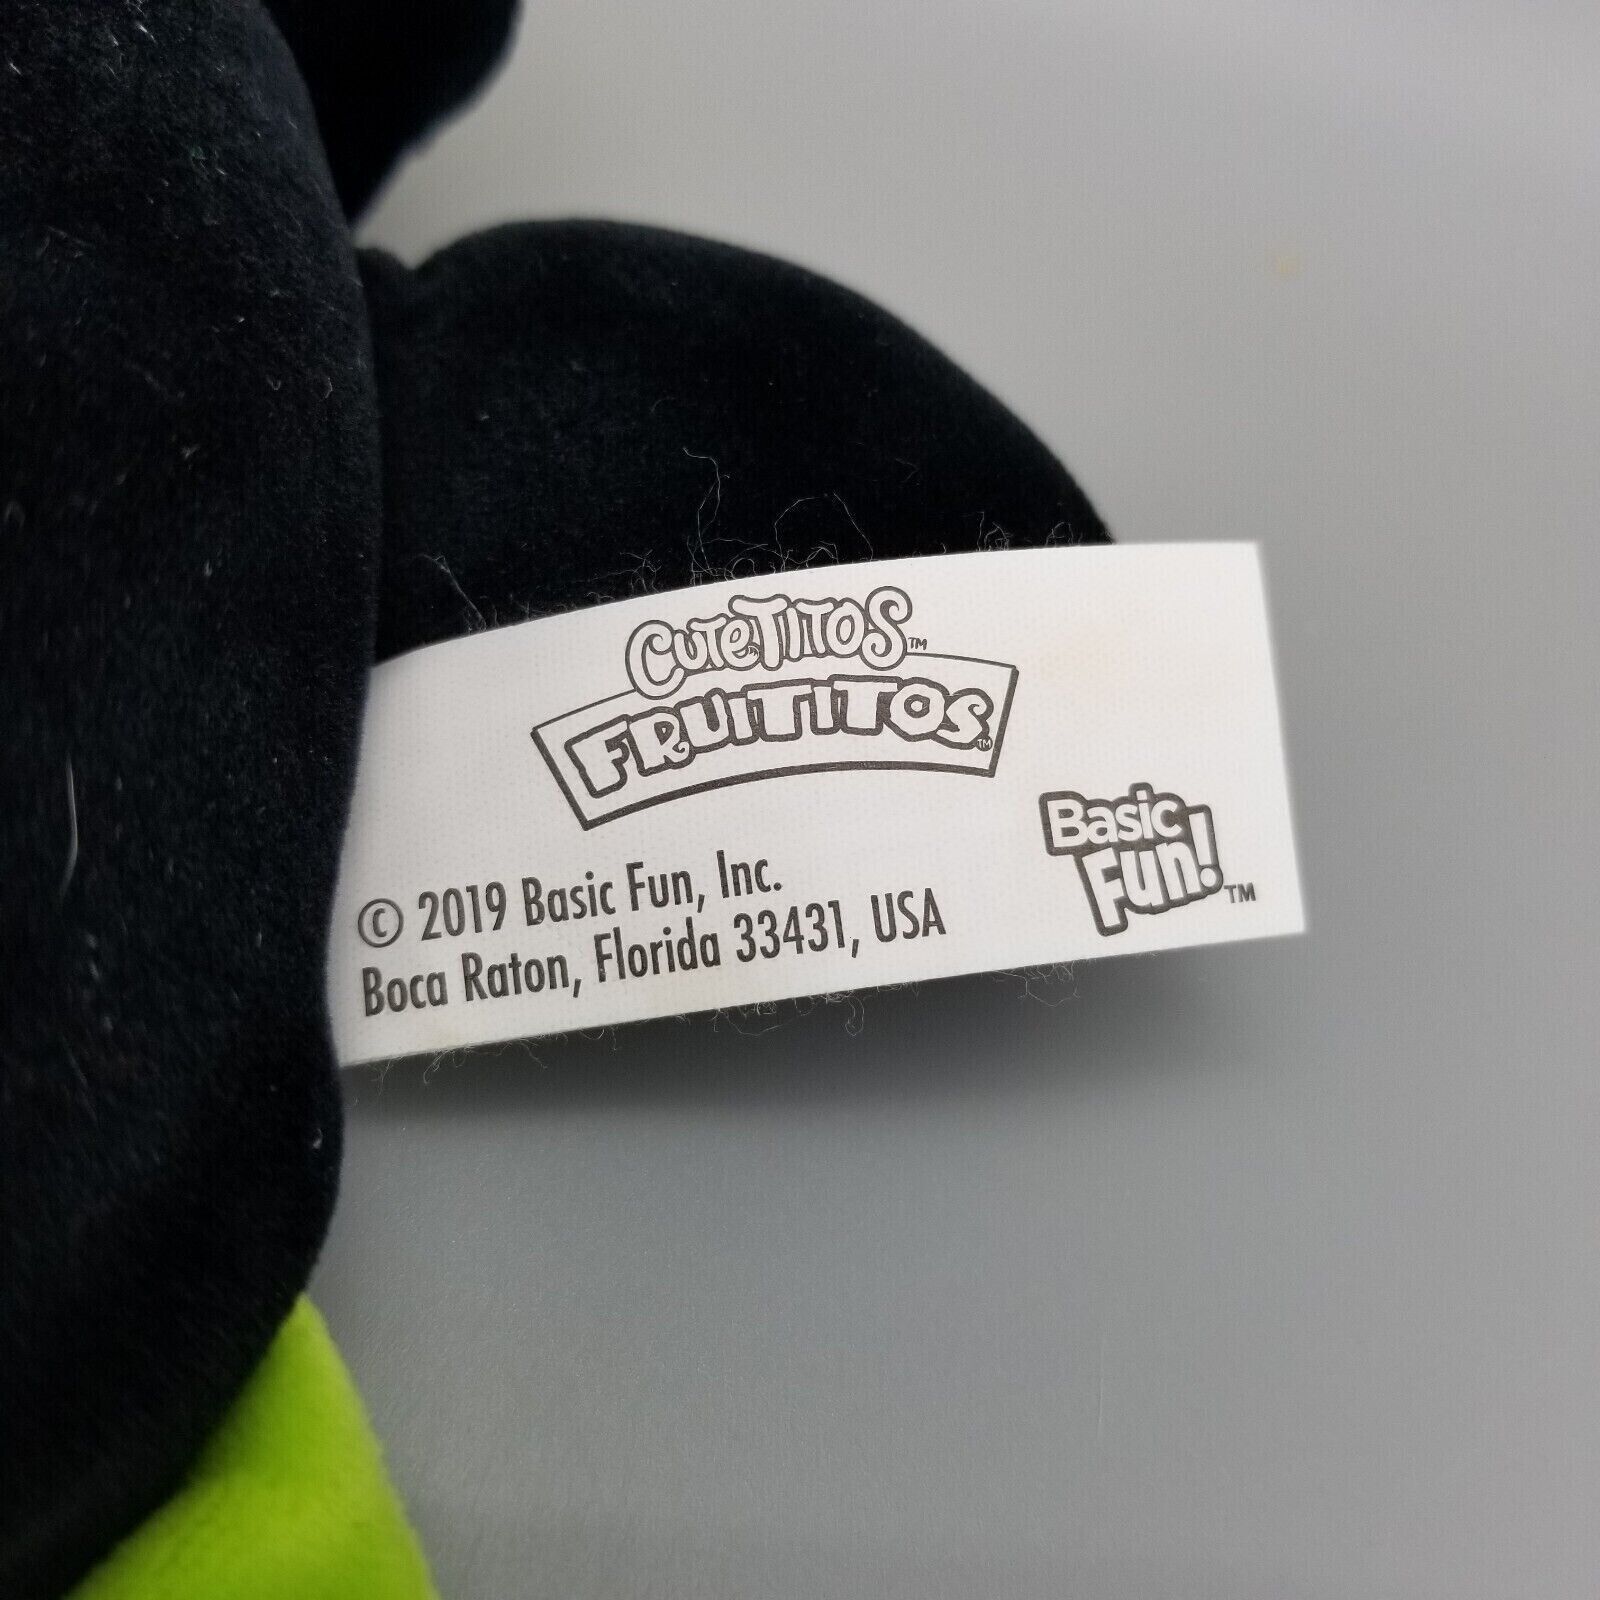 CuteTitos™
FRUITITOS™
Basic
Fun!™
© 2019 Basic Fun, Inc.
Boca Raton, Florida 33431, USA